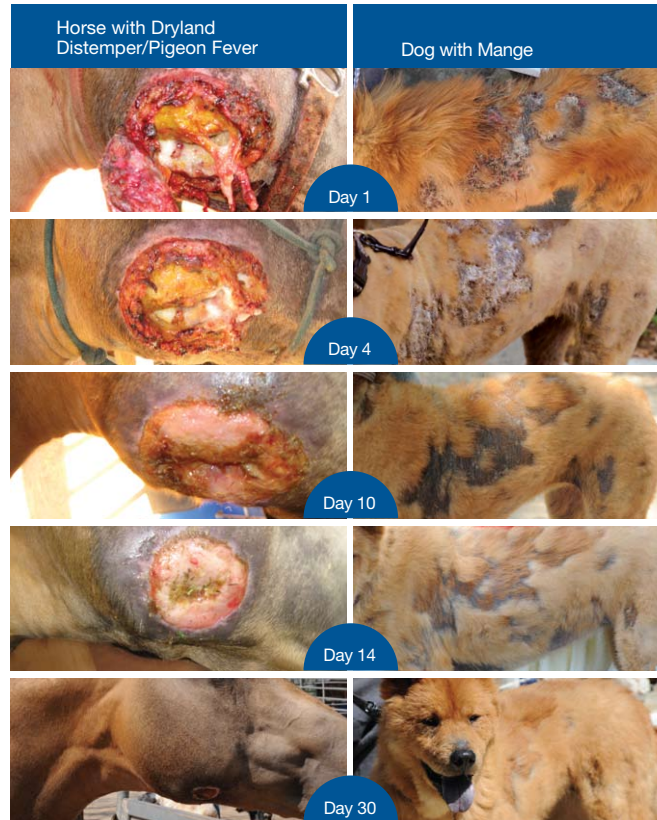 Horse with Dryland
Distemper/Pigeon Fever
Dog with Mange
Day 1
Day 4
Day 10
Day 14
Day 30